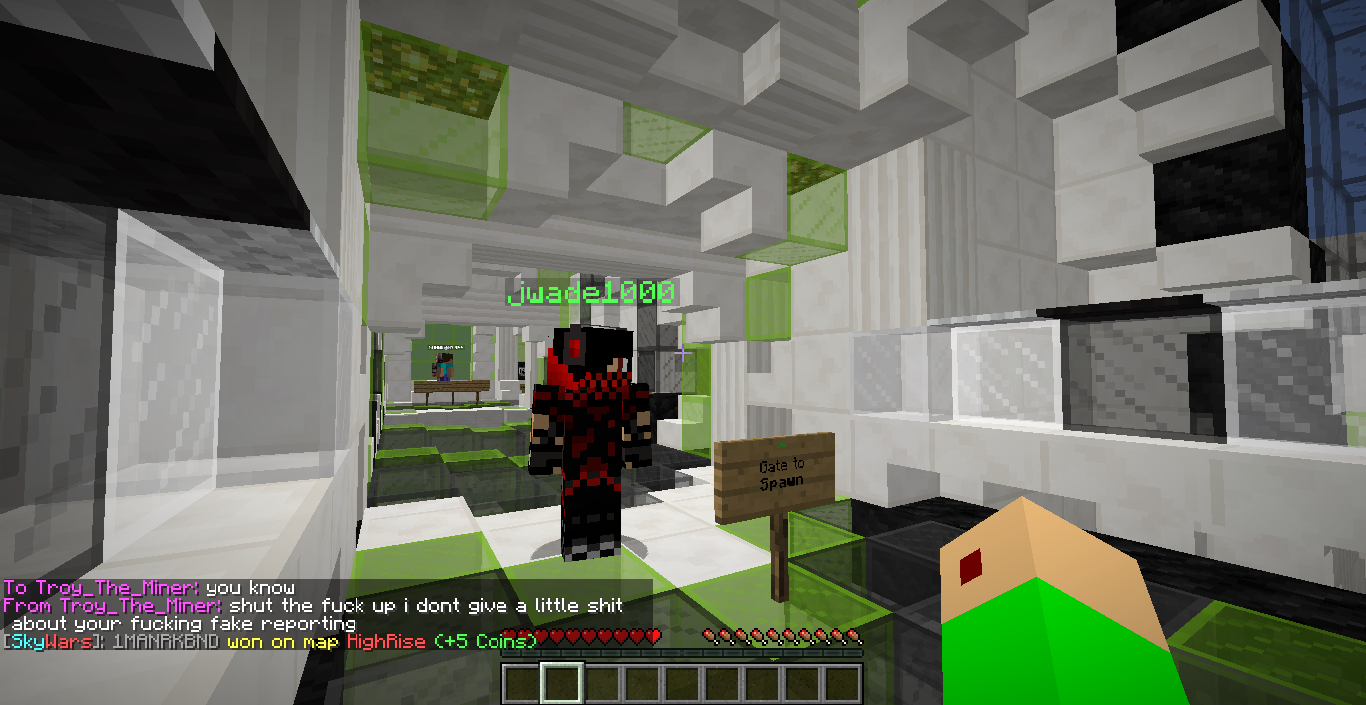 jwade1000
Gate to
Spawn
To Troy_The_Miner: you know
From Troy_The_Miner: shut the fuck up i dont give a little shit
about your fucking fake reporting
[SkyWars]: 1MANRKBND won on map HighRise (+5 Coins)